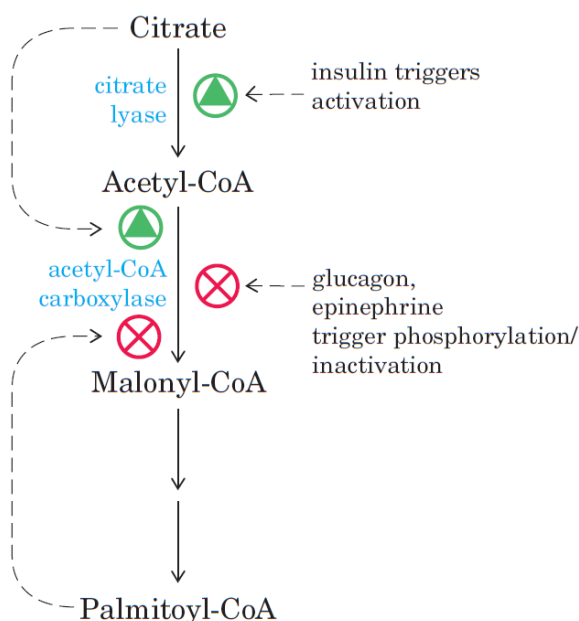 Citrate
citrate
lyase
insulin triggers
activation
Acetyl-CoA
acetyl-CoA
carboxylase
glucagon,
epinephrine
trigger phosphorylation/
inactivation
Malonyl-CoA
Palmitoyl-CoA